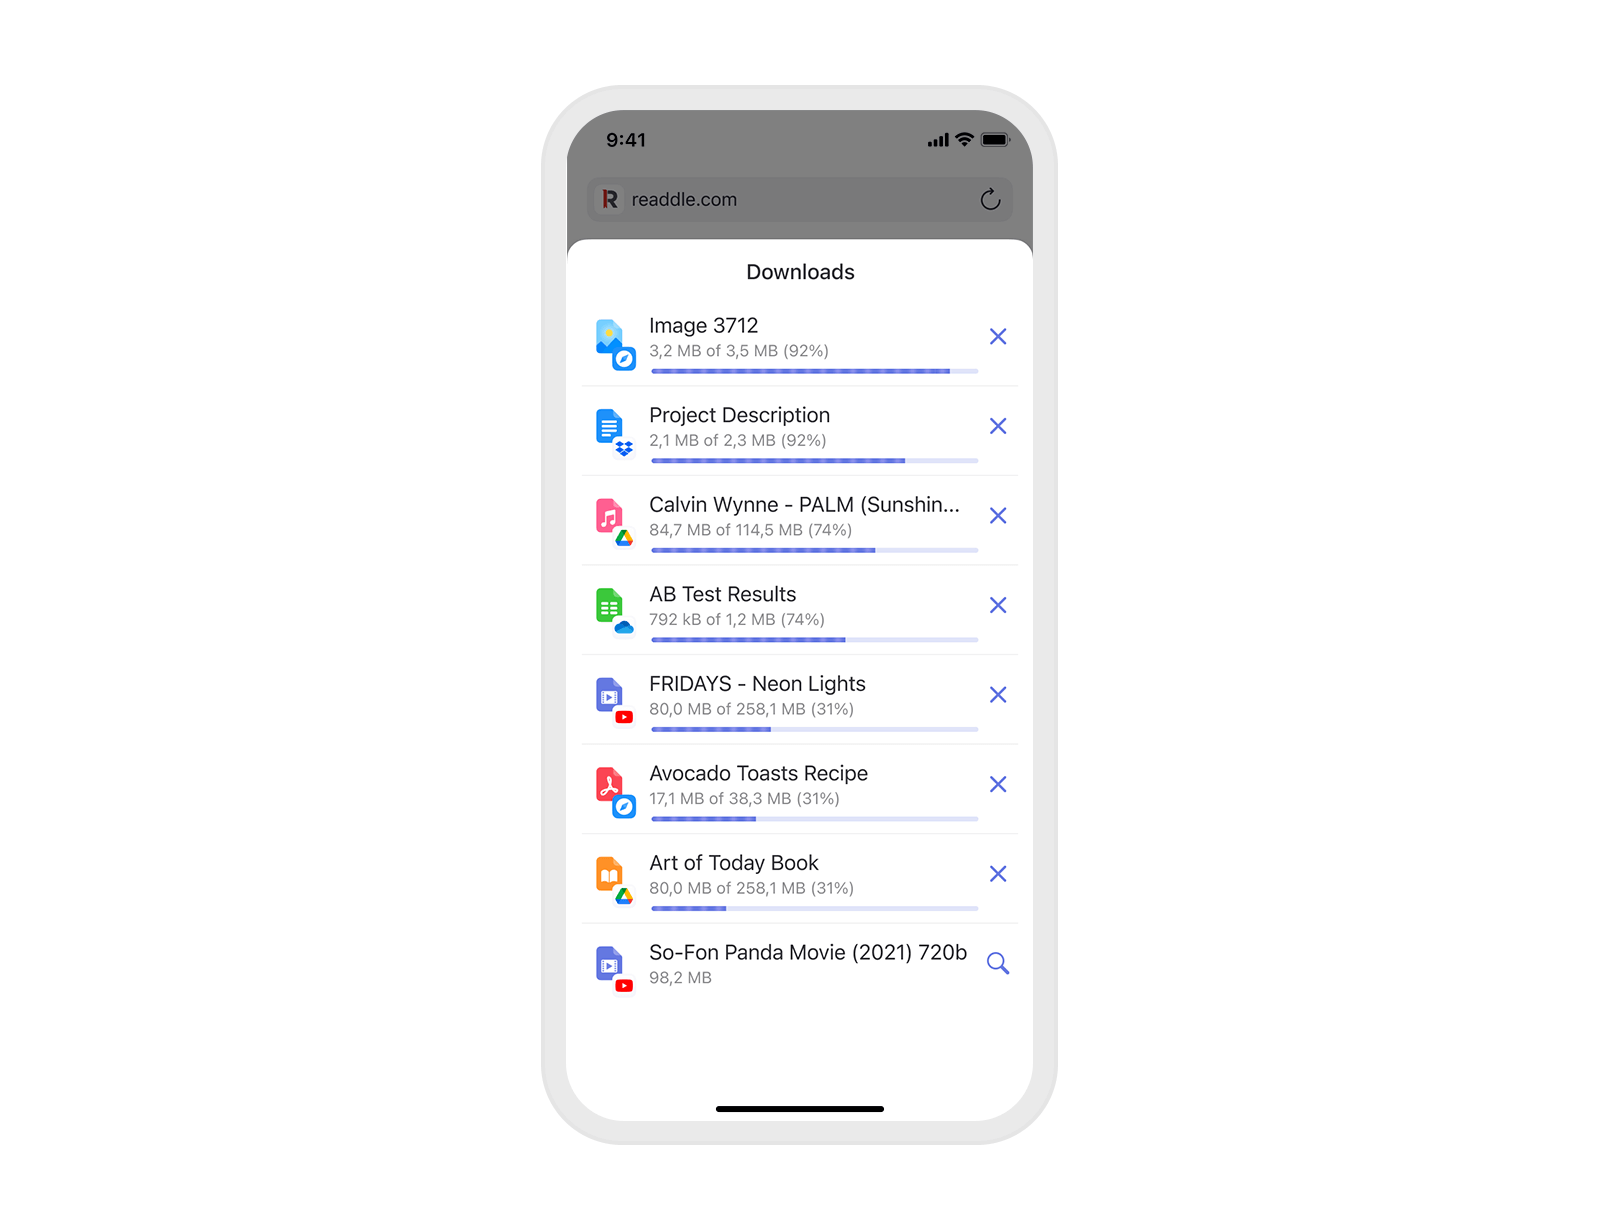 9:41
readdle.com
Downloads
Image 3712
3,2 MB of 3,5 MB (92%)
Project Description
2,1 MB of 2,3 MB (92%)
Calvin Wynne - PALM (Sunshin...
84,7 MB of 114,5 MB (74%)
AB Test Results
792 kB of 1,2 MB (74%)
FRIDAYS - Neon Lights
80,0 MB of 258,1 MB (31%)
Avocado Toasts Recipe
17,1 MB of 38,3 MB (31%)
Art of Today Book
80,0 MB of 258,1 MB (31%)
So-Fon Panda Movie (2021) 720b
98,2 MB